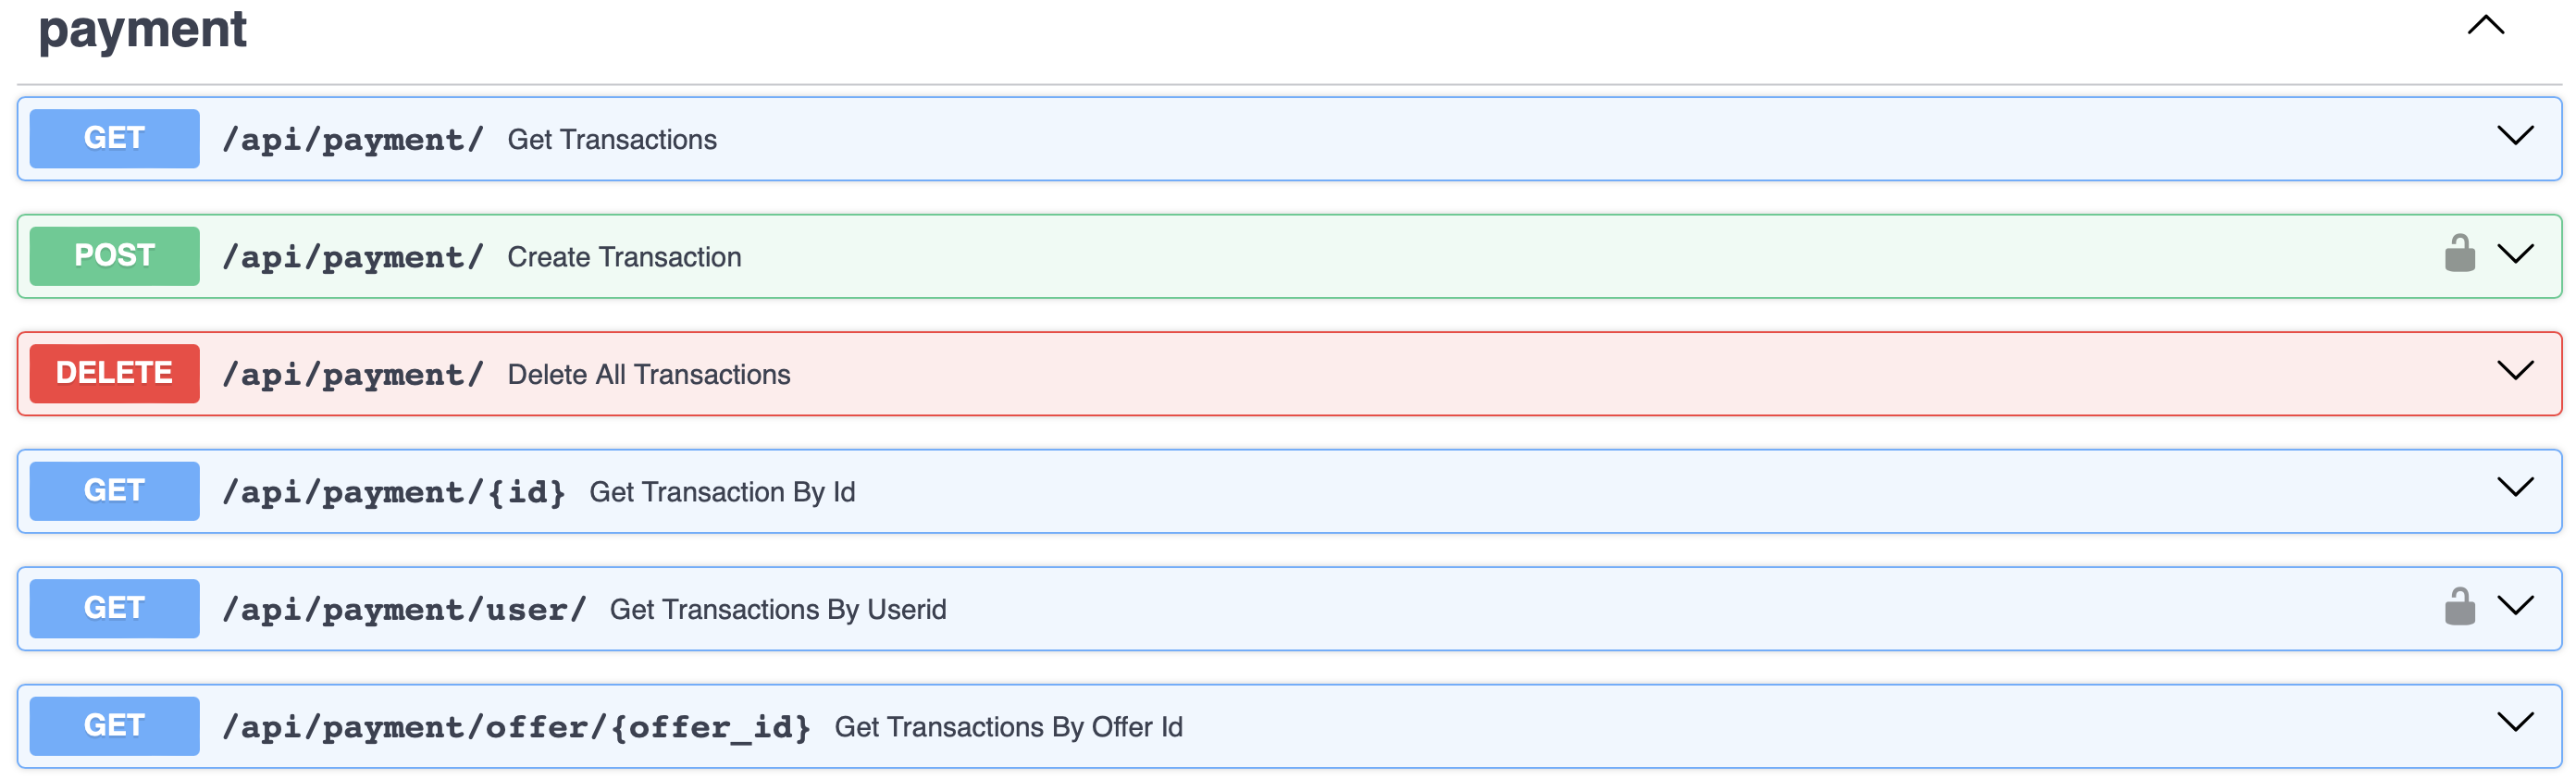 payment
GET /api/payment/ Get Transactions
POST /api/payment/ Create Transaction
DELETE /api/payment/ Delete All Transactions
GET /api/payment/{id} Get Transaction By Id
GET /api/payment/user/ Get Transactions By Userid
GET /api/payment/offer/{offer_id} Get Transactions By Offer Id